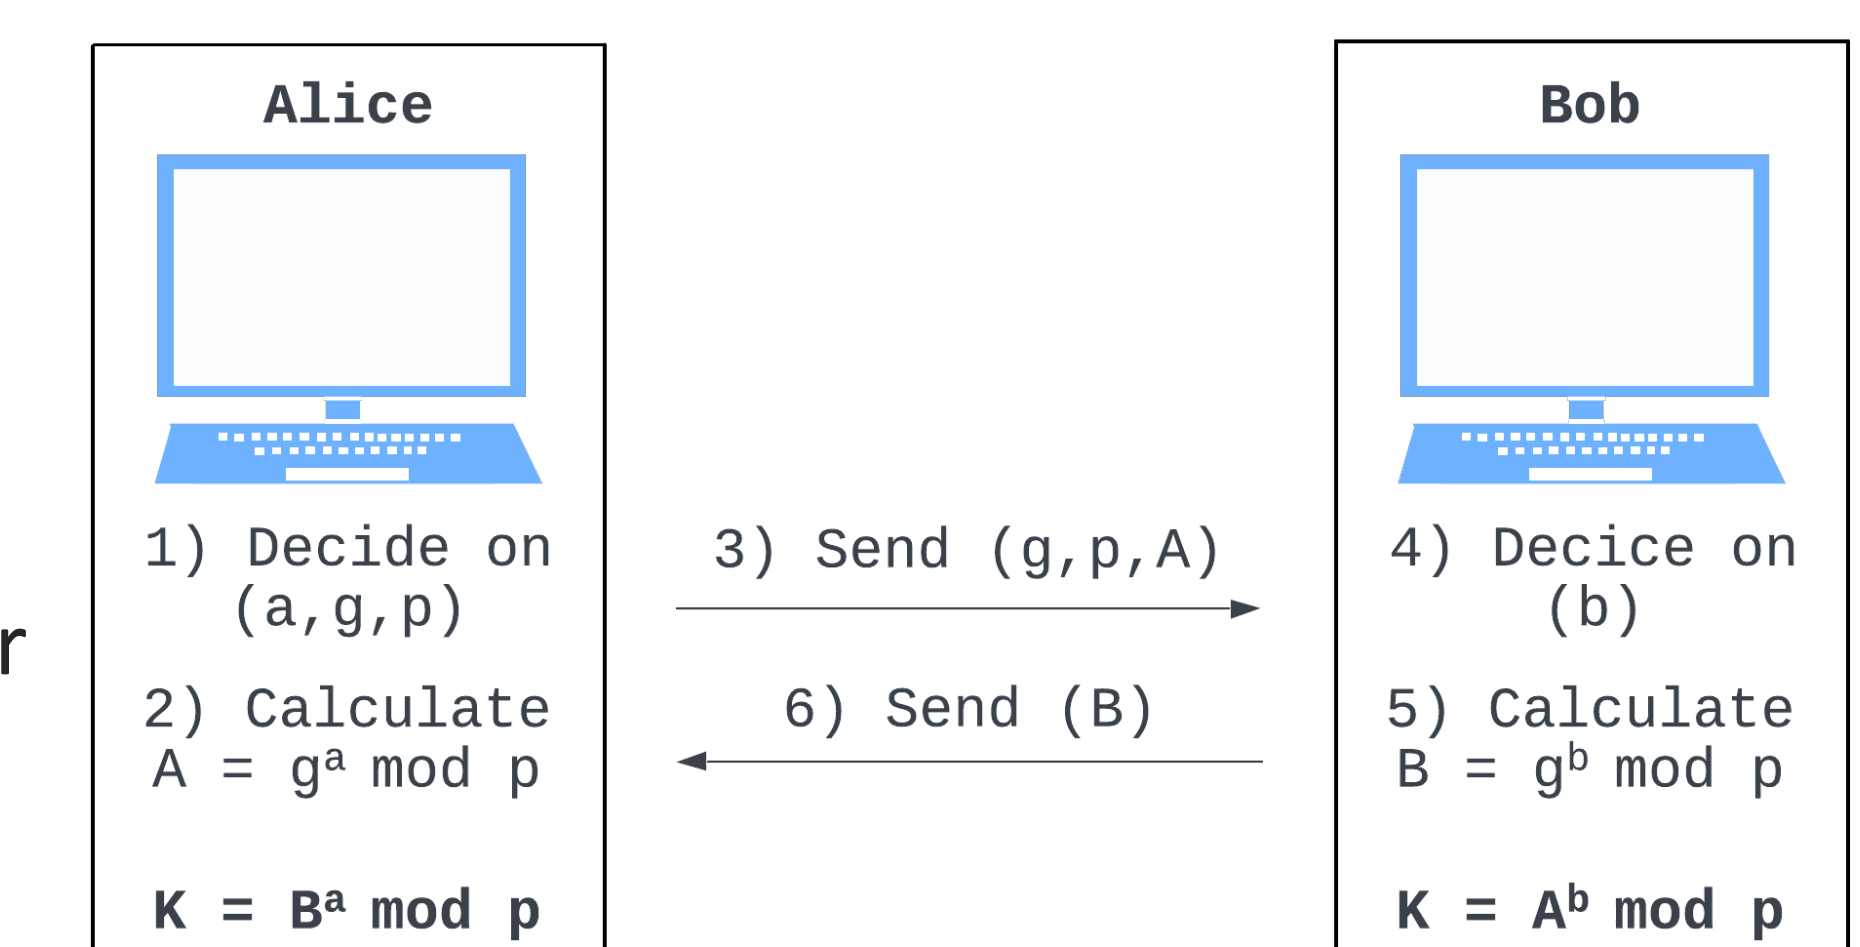 Alice
1) Decide on
(a,g,p)
2) Calculate
A = gᵃ mod p
K = Bᵃ mod p
r
3) Send (g,p,A)
6) Send (B)
Bob
4) Decice on
(b)
5) Calculate
B = gᵇ mod p
K = Aᵇ mod p